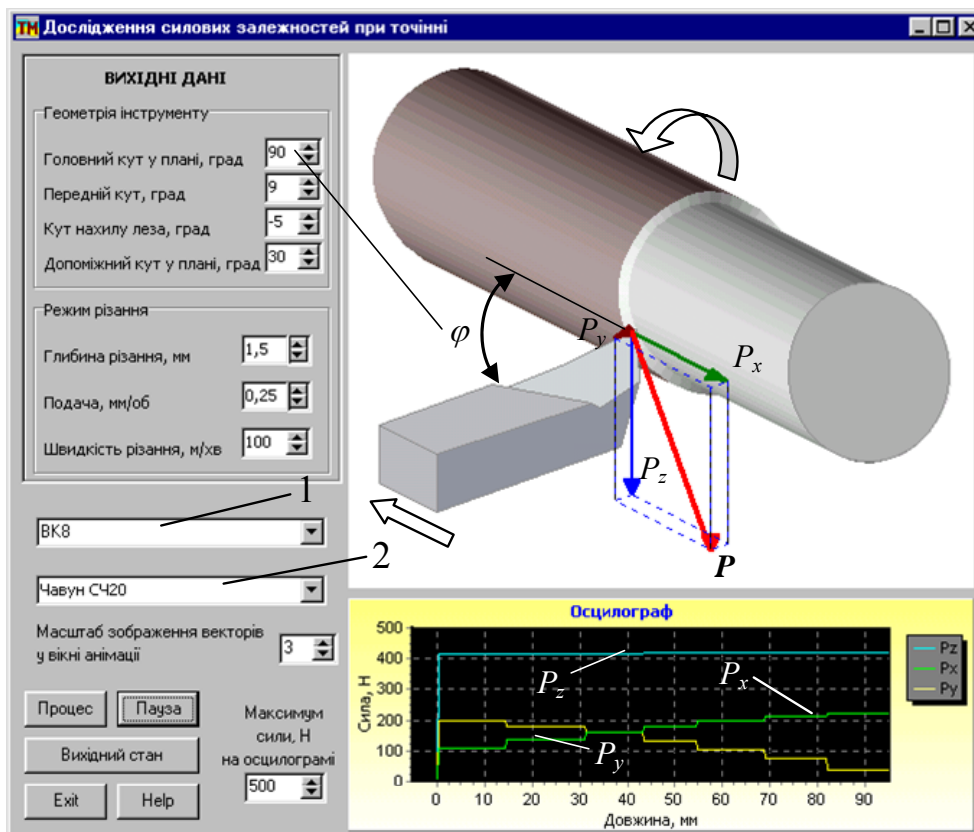 ТМ Дослідження силових залежностей при точінні
ВИХІДНІ ДАНІ
Геометрія інструменту
Головний кут у плані, град 90
Передній кут, град 9
Кут нахилу леза, град -5
Допоміжний кут у плані, град 30
Режим різання
Глибина різання, мм 1,5
Подача, мм/об 0,25
Швидкість різання, м/хв 100
1
ВК8
2
Чавун СЧ20
Масштаб зображення векторів
у вікні анімації 3
Процес Пауза
Вихідний стан
Exit Help
Максимум
сили, Н
на осцилограмі
500
φ
Py
Px
Pz
P
Осцилограф
Сила, Н
500
400
300
200
100
0
Pz
Px
Py
0 10 20 30 40 50 60 70 80 90
Довжина, мм
Pz
Px
Py